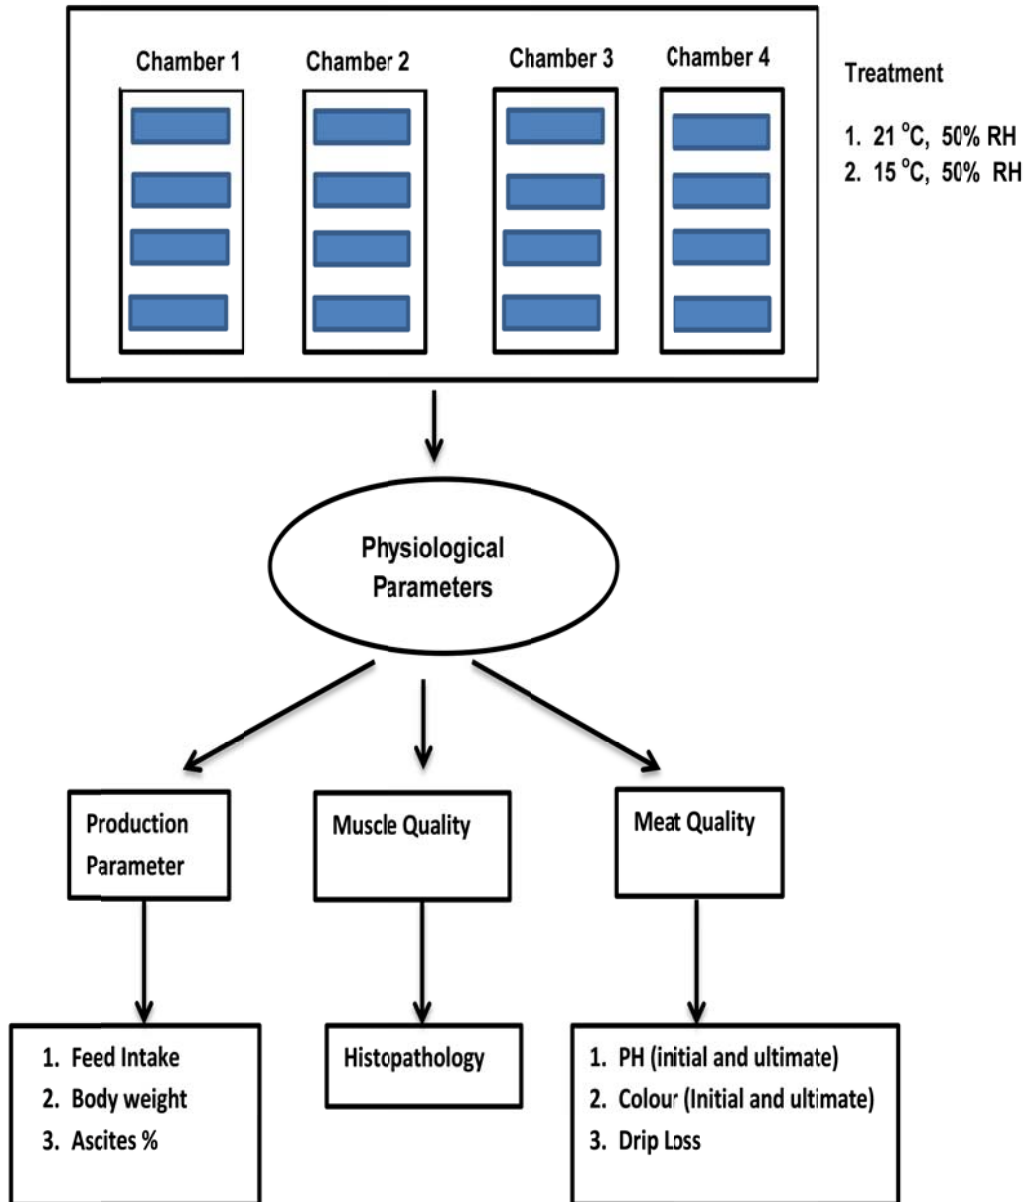 Chamber 1
Chamber 2
Chamber 3
Chamber 4
Treatment
1. 21 °C, 50% RH
2. 15 °C, 50% RH
Physiological
Parameters
Production
Parameter
Muscle Quality
Meat Quality
1. Feed Intake
2. Body weight
3. Ascites %
Histopathology
1. PH (initial and ultimate)
2. Colour (Initial and ultimate)
3. Drip Loss